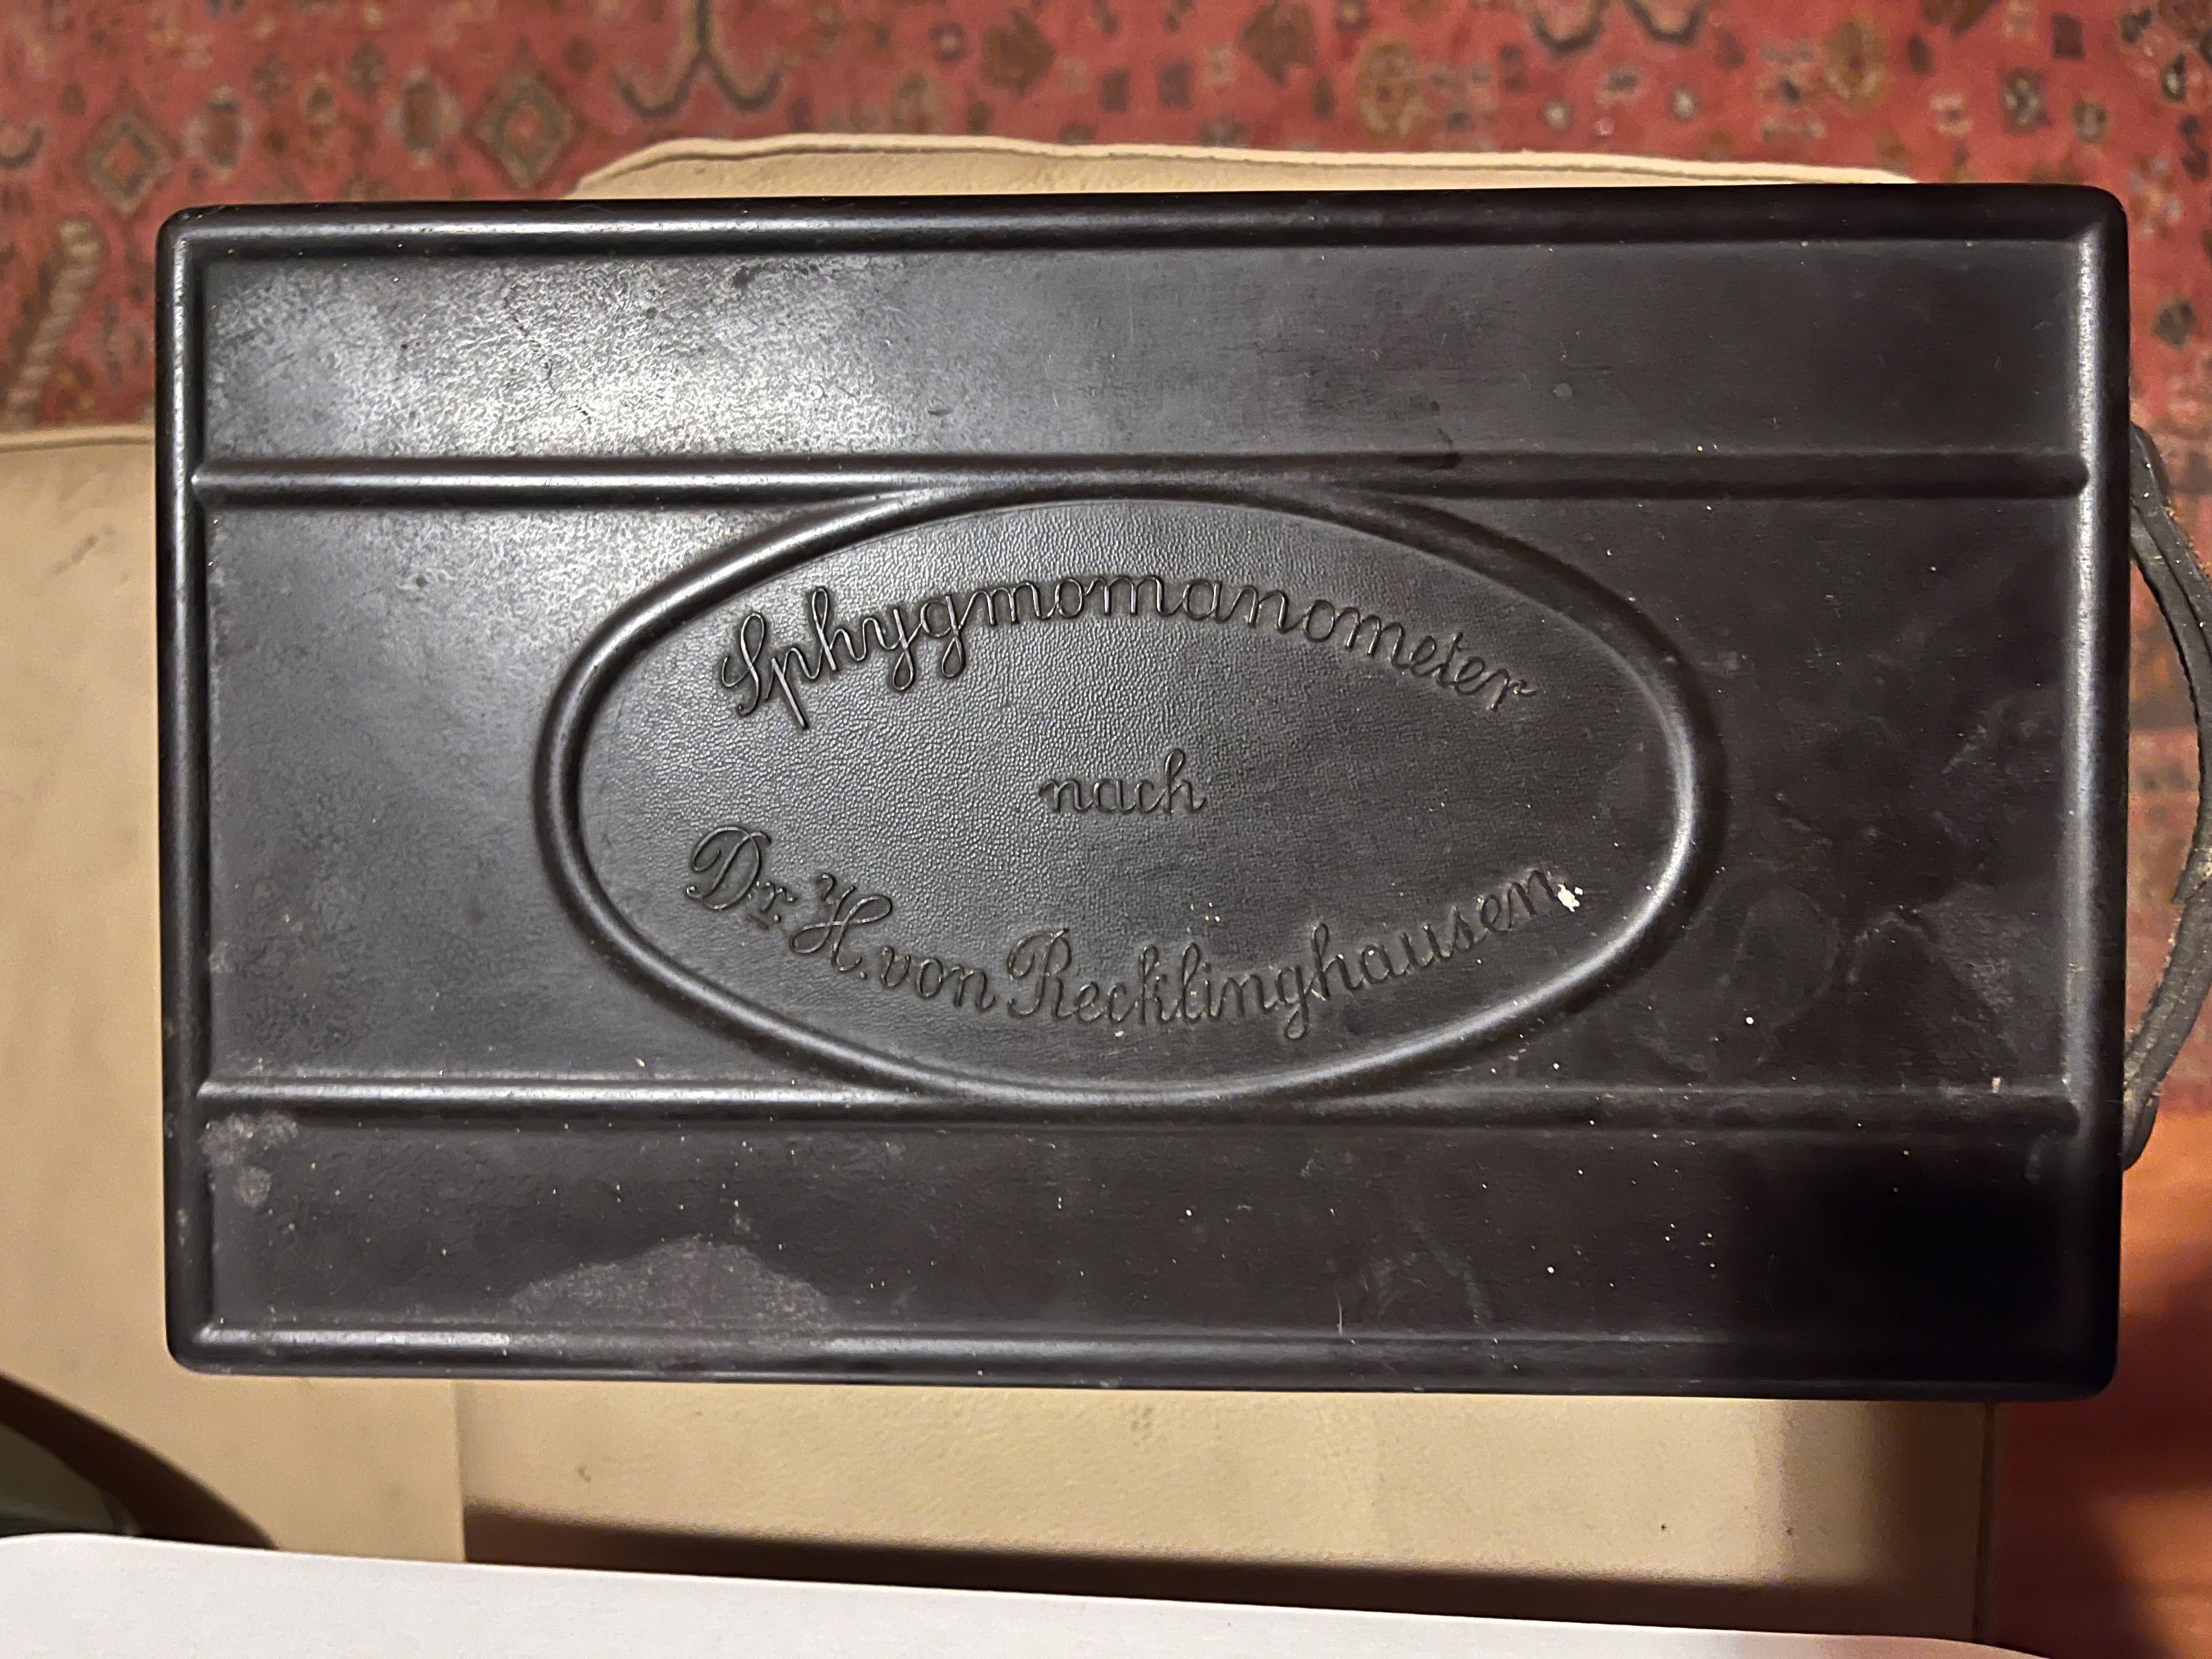 Sphygmomanometer
nach
Dr. H. von Recklinghausen